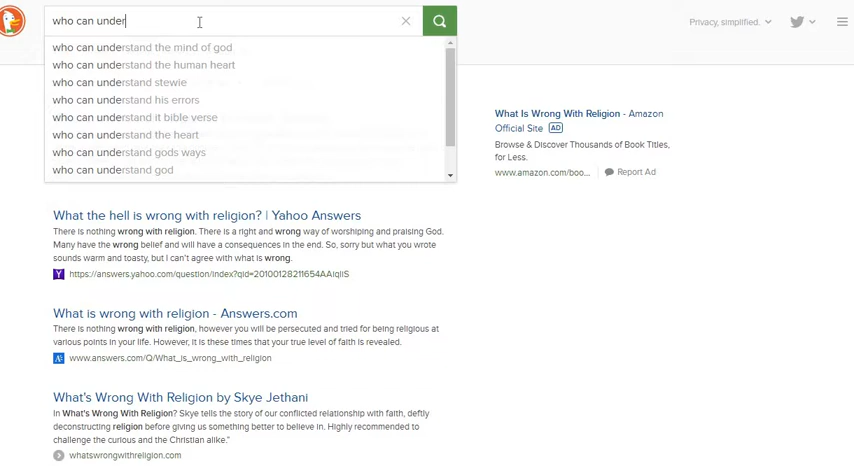 who can under
Privacy, simplified.
who can understand the mind of god
who can understand the human heart
who can understand stewie
who can understand his errors
who can understand it bible verse
who can understand the heart
who can understand gods ways
who can understand god
What Is Wrong With Religion - Amazon
Official Site AD
Browse & Discover Thousands of Book Titles,
for Less.
www.amazon.com/boo... Report Ad
What the hell is wrong with religion? | Yahoo Answers
There is nothing wrong with religion. There is a right and wrong way of worshiping and praising God.
Many have the wrong belief and will have a consequences in the end. So, sorry but what you wrote
sounds warm and toasty, but I can't agree with what is wrong.
Y https://answers.yahoo.com/question/index?qid=20100128211654AAiqliS
What is wrong with religion - Answers.com
There is nothing wrong with religion, however you will be persecuted and tried for being religious at
various points in your life. However, it is these times that your true level of faith is revealed.
www.answers.com/Q/What_is_wrong_with_religion
What's Wrong With Religion by Skye Jethani
In What's Wrong With Religion? Skye tells the story of our conflicted relationship with faith, deftly
deconstructing religion before giving us something better to believe in. Highly recommended to
challenge the curious and the Christian alike."
whatswrongwithreligion.com